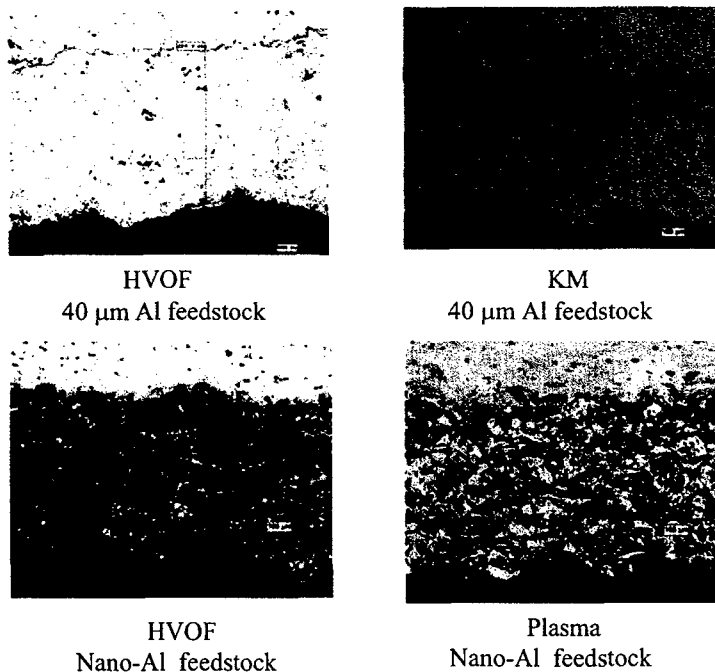 HVOF
40 μm Al feedstock
KM
40 μm Al feedstock
HVOF
Nano-Al feedstock
Plasma
Nano-Al feedstock